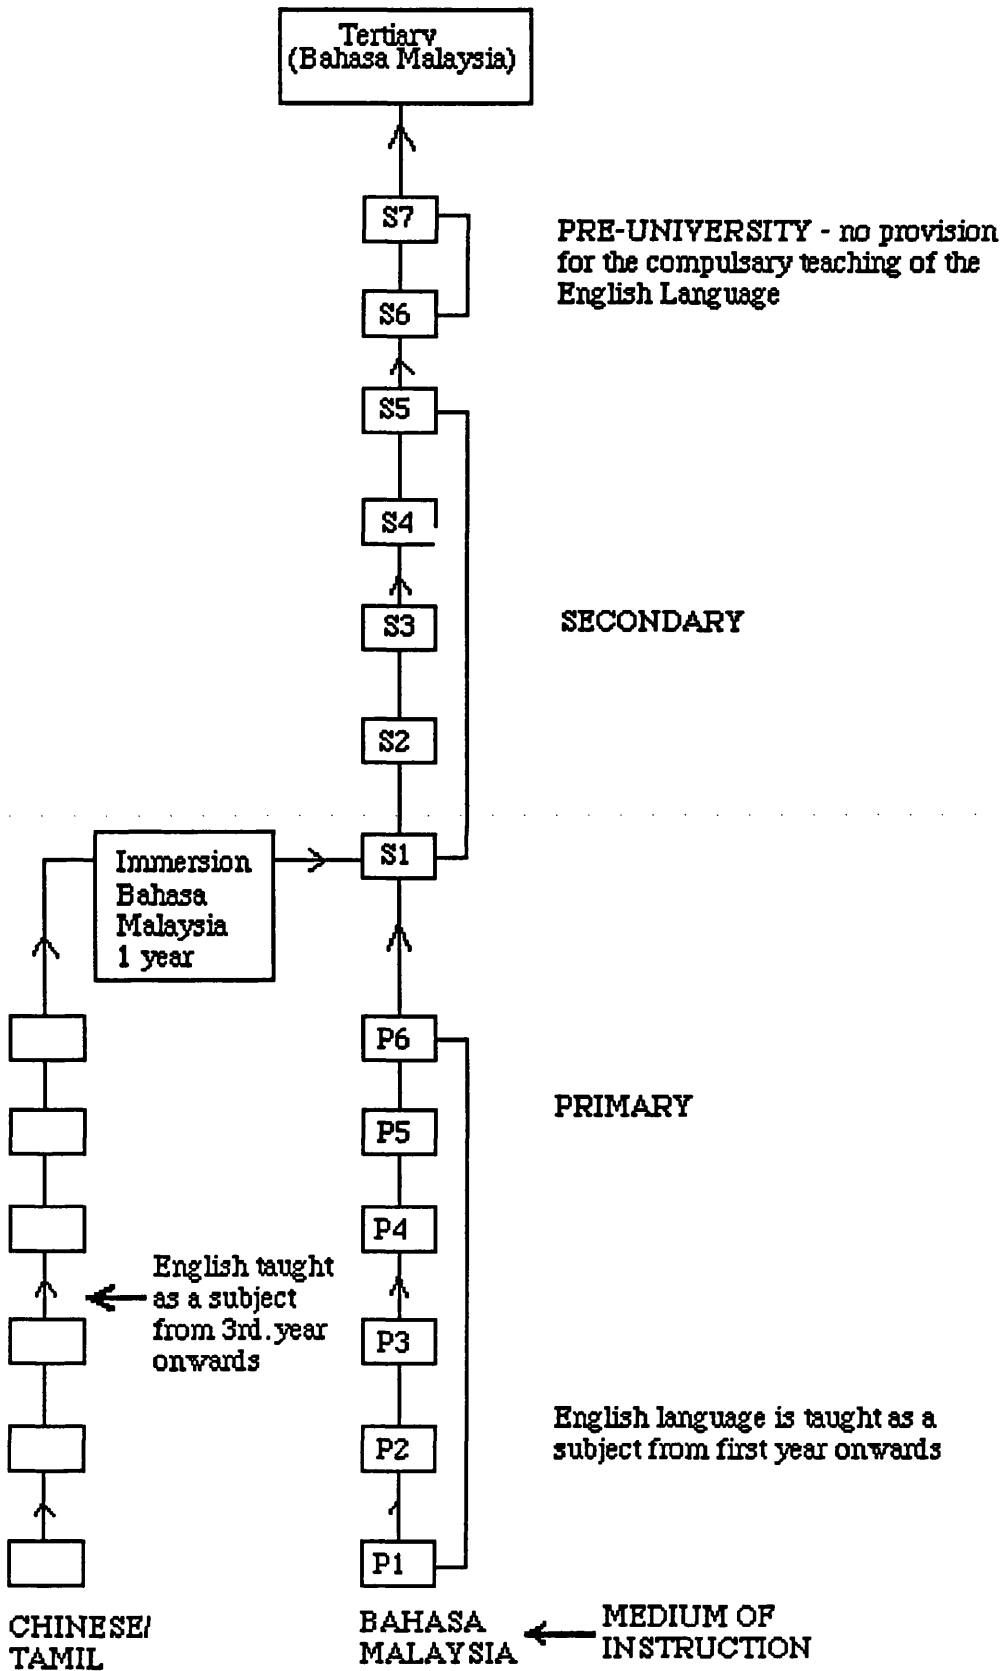 Tertiary
(Bahasa Malaysia)
S7
PRE-UNIVERSITY - no provision
for the compulsary teaching of the
English Language
S6
S5
S4
S3
SECONDARY
S2
S1
Immersion
Bahasa
Malaysia
1 year
P6
PRIMARY
P5
P4
English taught
as a subject
from 3rd.year
onwards
P3
English language is taught as a
subject from first year onwards
P2
P1
CHINESE/
TAMIL
BAHASA
MALAYSIA
MEDIUM OF
INSTRUCTION